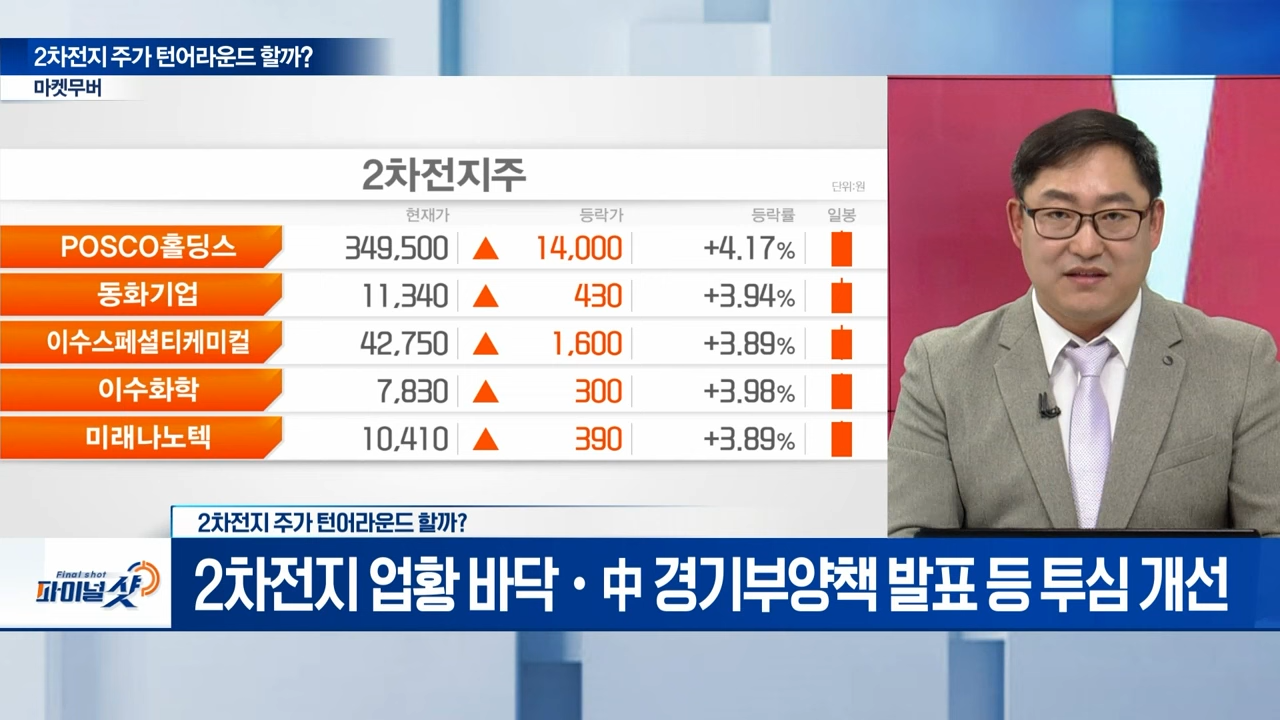 2차전지 주가 턴어라운드 할까?
마켓무버
2차전지주
단위:원
현재가 등락가 등락률 일봉
POSCO홀딩스 349,500 ▲ 14,000 +4.17%
동화기업 11,340 ▲ 430 +3.94%
이수스페셜티케미컬 42,750 ▲ 1,600 +3.89%
이수화학 7,830 ▲ 300 +3.98%
미래나노텍 10,410 ▲ 390 +3.89%
2차전지 주가 턴어라운드 할까?
Final shot
파이널샷
2차전지 업황 바닥·中 경기부양책 발표 등 투심 개선